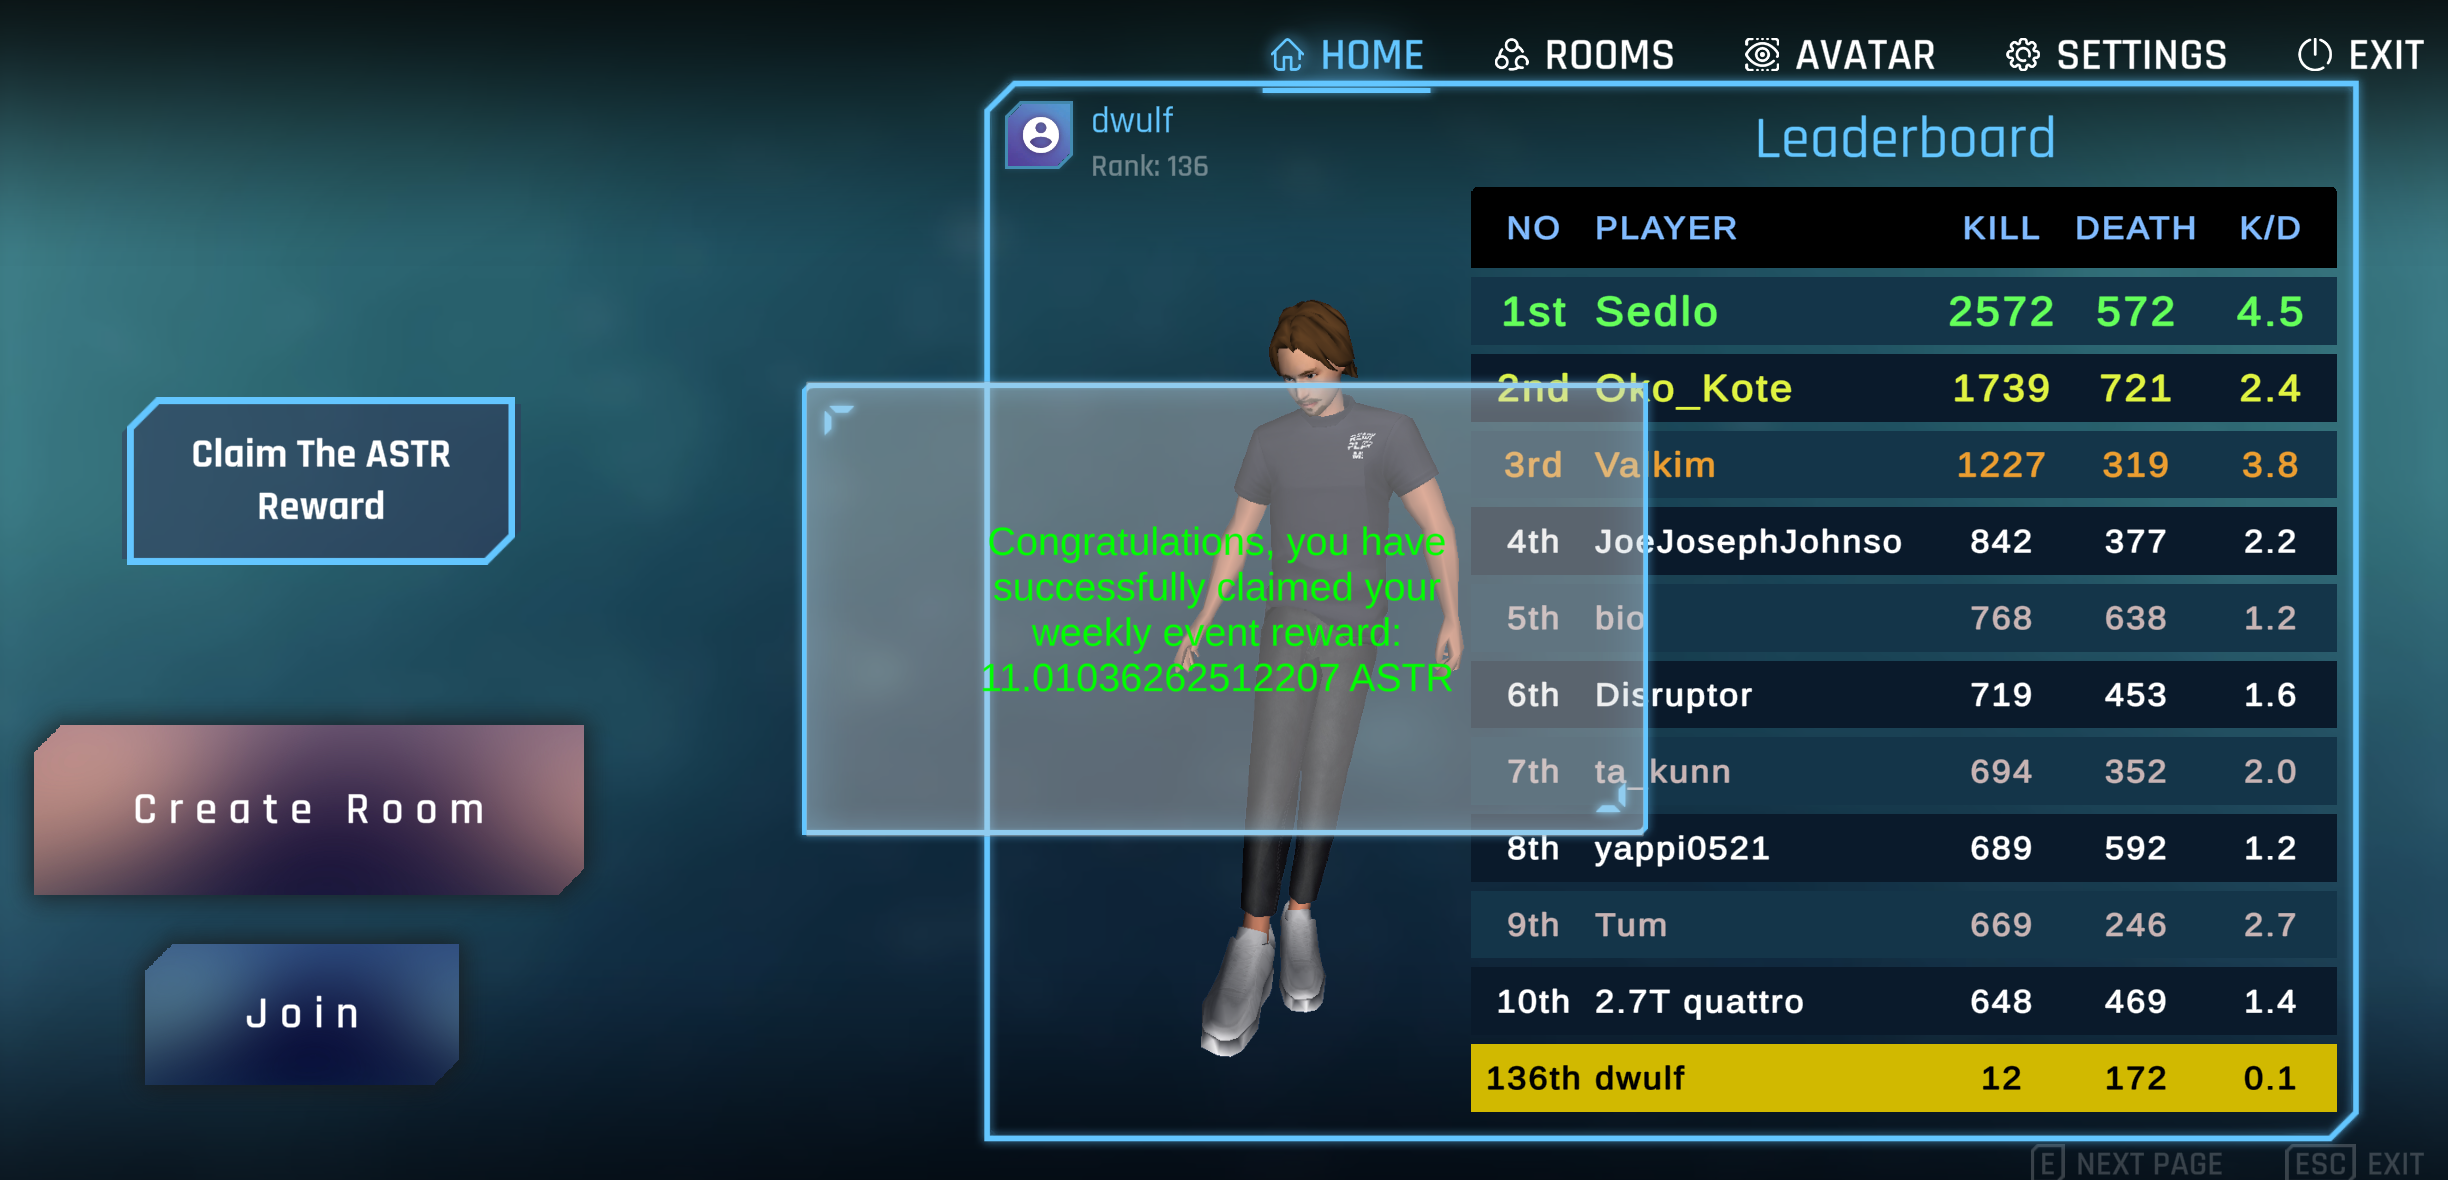 HOME ROOMS AVATAR SETTINGS EXIT
dwulf
Rank: 136
Claim The ASTR
Reward
Create Room
Join
Congratulations, you have
successfully claimed your
weekly event reward:
11.01036262512207 ASTR
Leaderboard
NO PLAYER KILL DEATH K/D
1st Sedlo 2572 572 4.5
2nd Oko_Kote 1739 721 2.4
3rd Valkim 1227 319 3.8
4th JoeJosephJohnso 842 377 2.2
5th bio 768 638 1.2
6th Disruptor 719 453 1.6
7th ta_kunn 694 352 2.0
8th yappi0521 689 592 1.2
9th Tum 669 246 2.7
10th 2.7T quattro 648 469 1.4
136th dwulf 12 172 0.1
E NEXT PAGE ESC EXIT